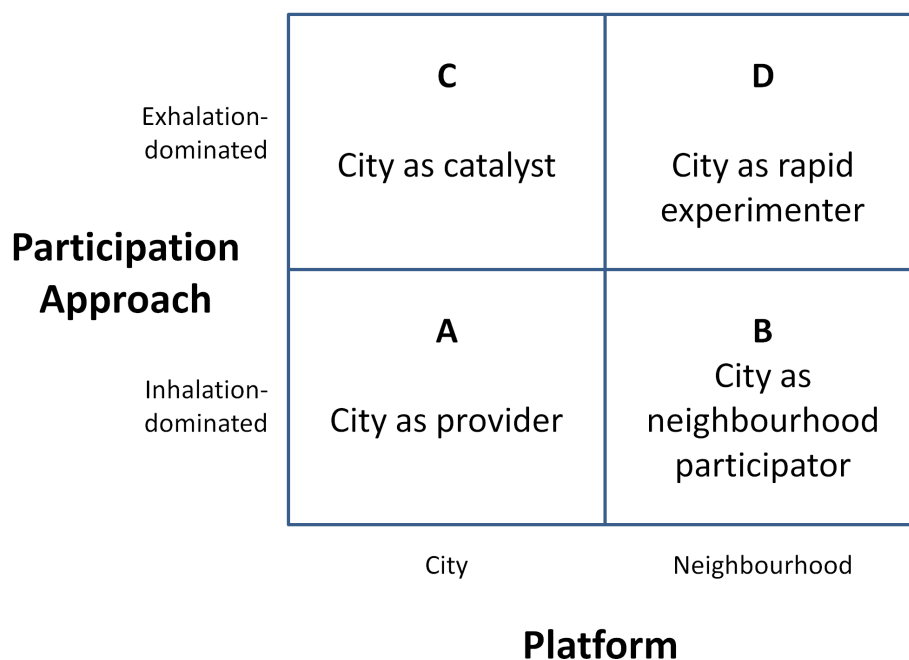 C
D
Exhalation-
dominated
City as catalyst
City as rapid
experimenter
Participation
Approach
A
B
Inhalation-
dominated
City as provider
City as
neighbourhood
participator
City
Neighbourhood
Platform